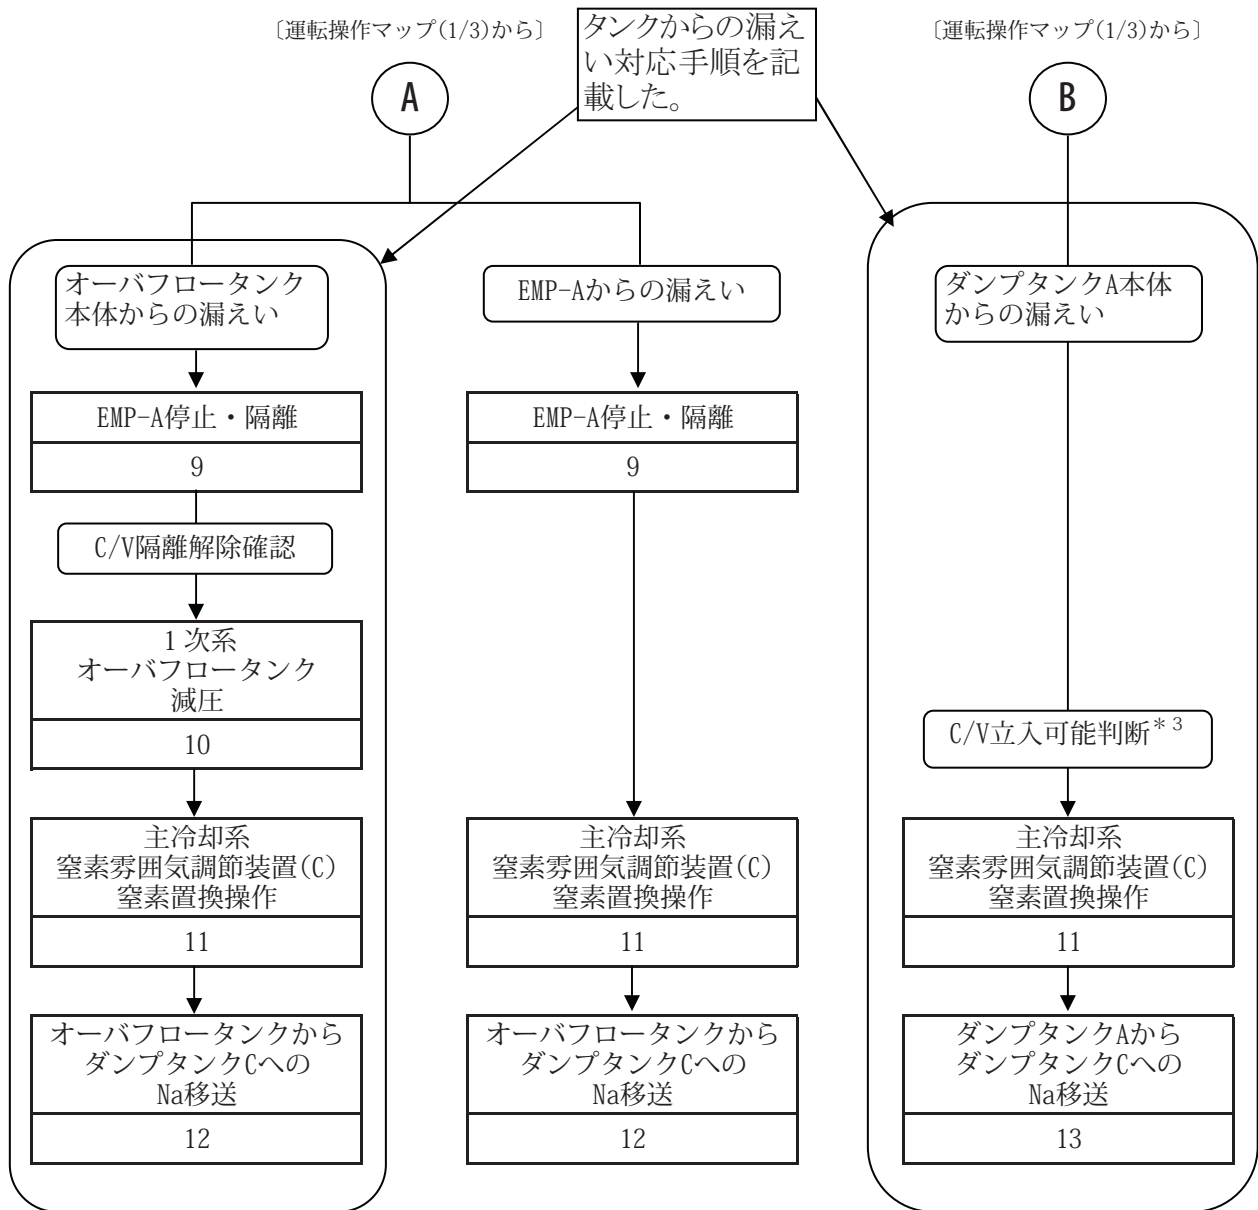 〔運転操作マップ(1/3)から〕
タンクからの漏え
い対応手順を記
載した。
〔運転操作マップ(1/3)から〕
A
B
オーバフロータンク
本体からの漏えい
EMP-A停止・隔離
9
C/V隔離解除確認
1次系
オーバフロータンク
減圧
10
主冷却系
窒素雰囲気調節装置(C)
窒素置換操作
11
オーバフロータンクから
ダンプタンクCへの
Na移送
12
EMP-Aからの漏えい
EMP-A停止・隔離
9
主冷却系
窒素雰囲気調節装置(C)
窒素置換操作
11
オーバフロータンクから
ダンプタンクCへの
Na移送
12
ダンプタンクA本体
からの漏えい
C/V立入可能判断*3
主冷却系
窒素雰囲気調節装置(C)
窒素置換操作
11
ダンプタンクAから
ダンプタンクCへの
Na移送
13